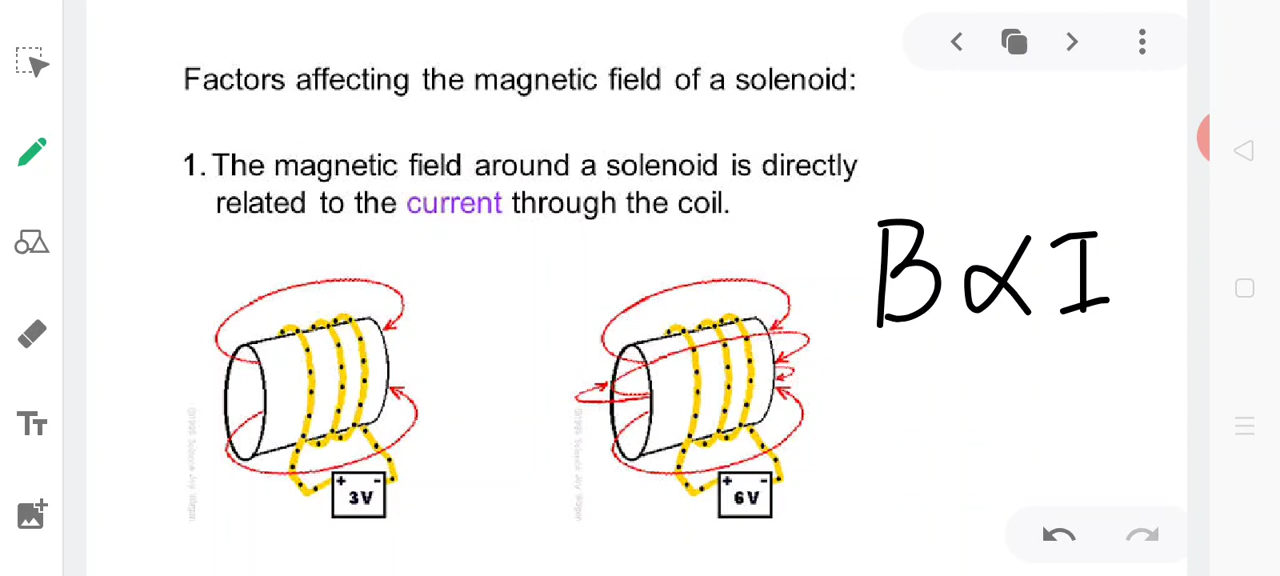 Factors affecting the magnetic field of a solenoid:
1. The magnetic field around a solenoid is directly
related to the current through the coil.
B ∝ I
+ -
3V
+ -
6V
TT